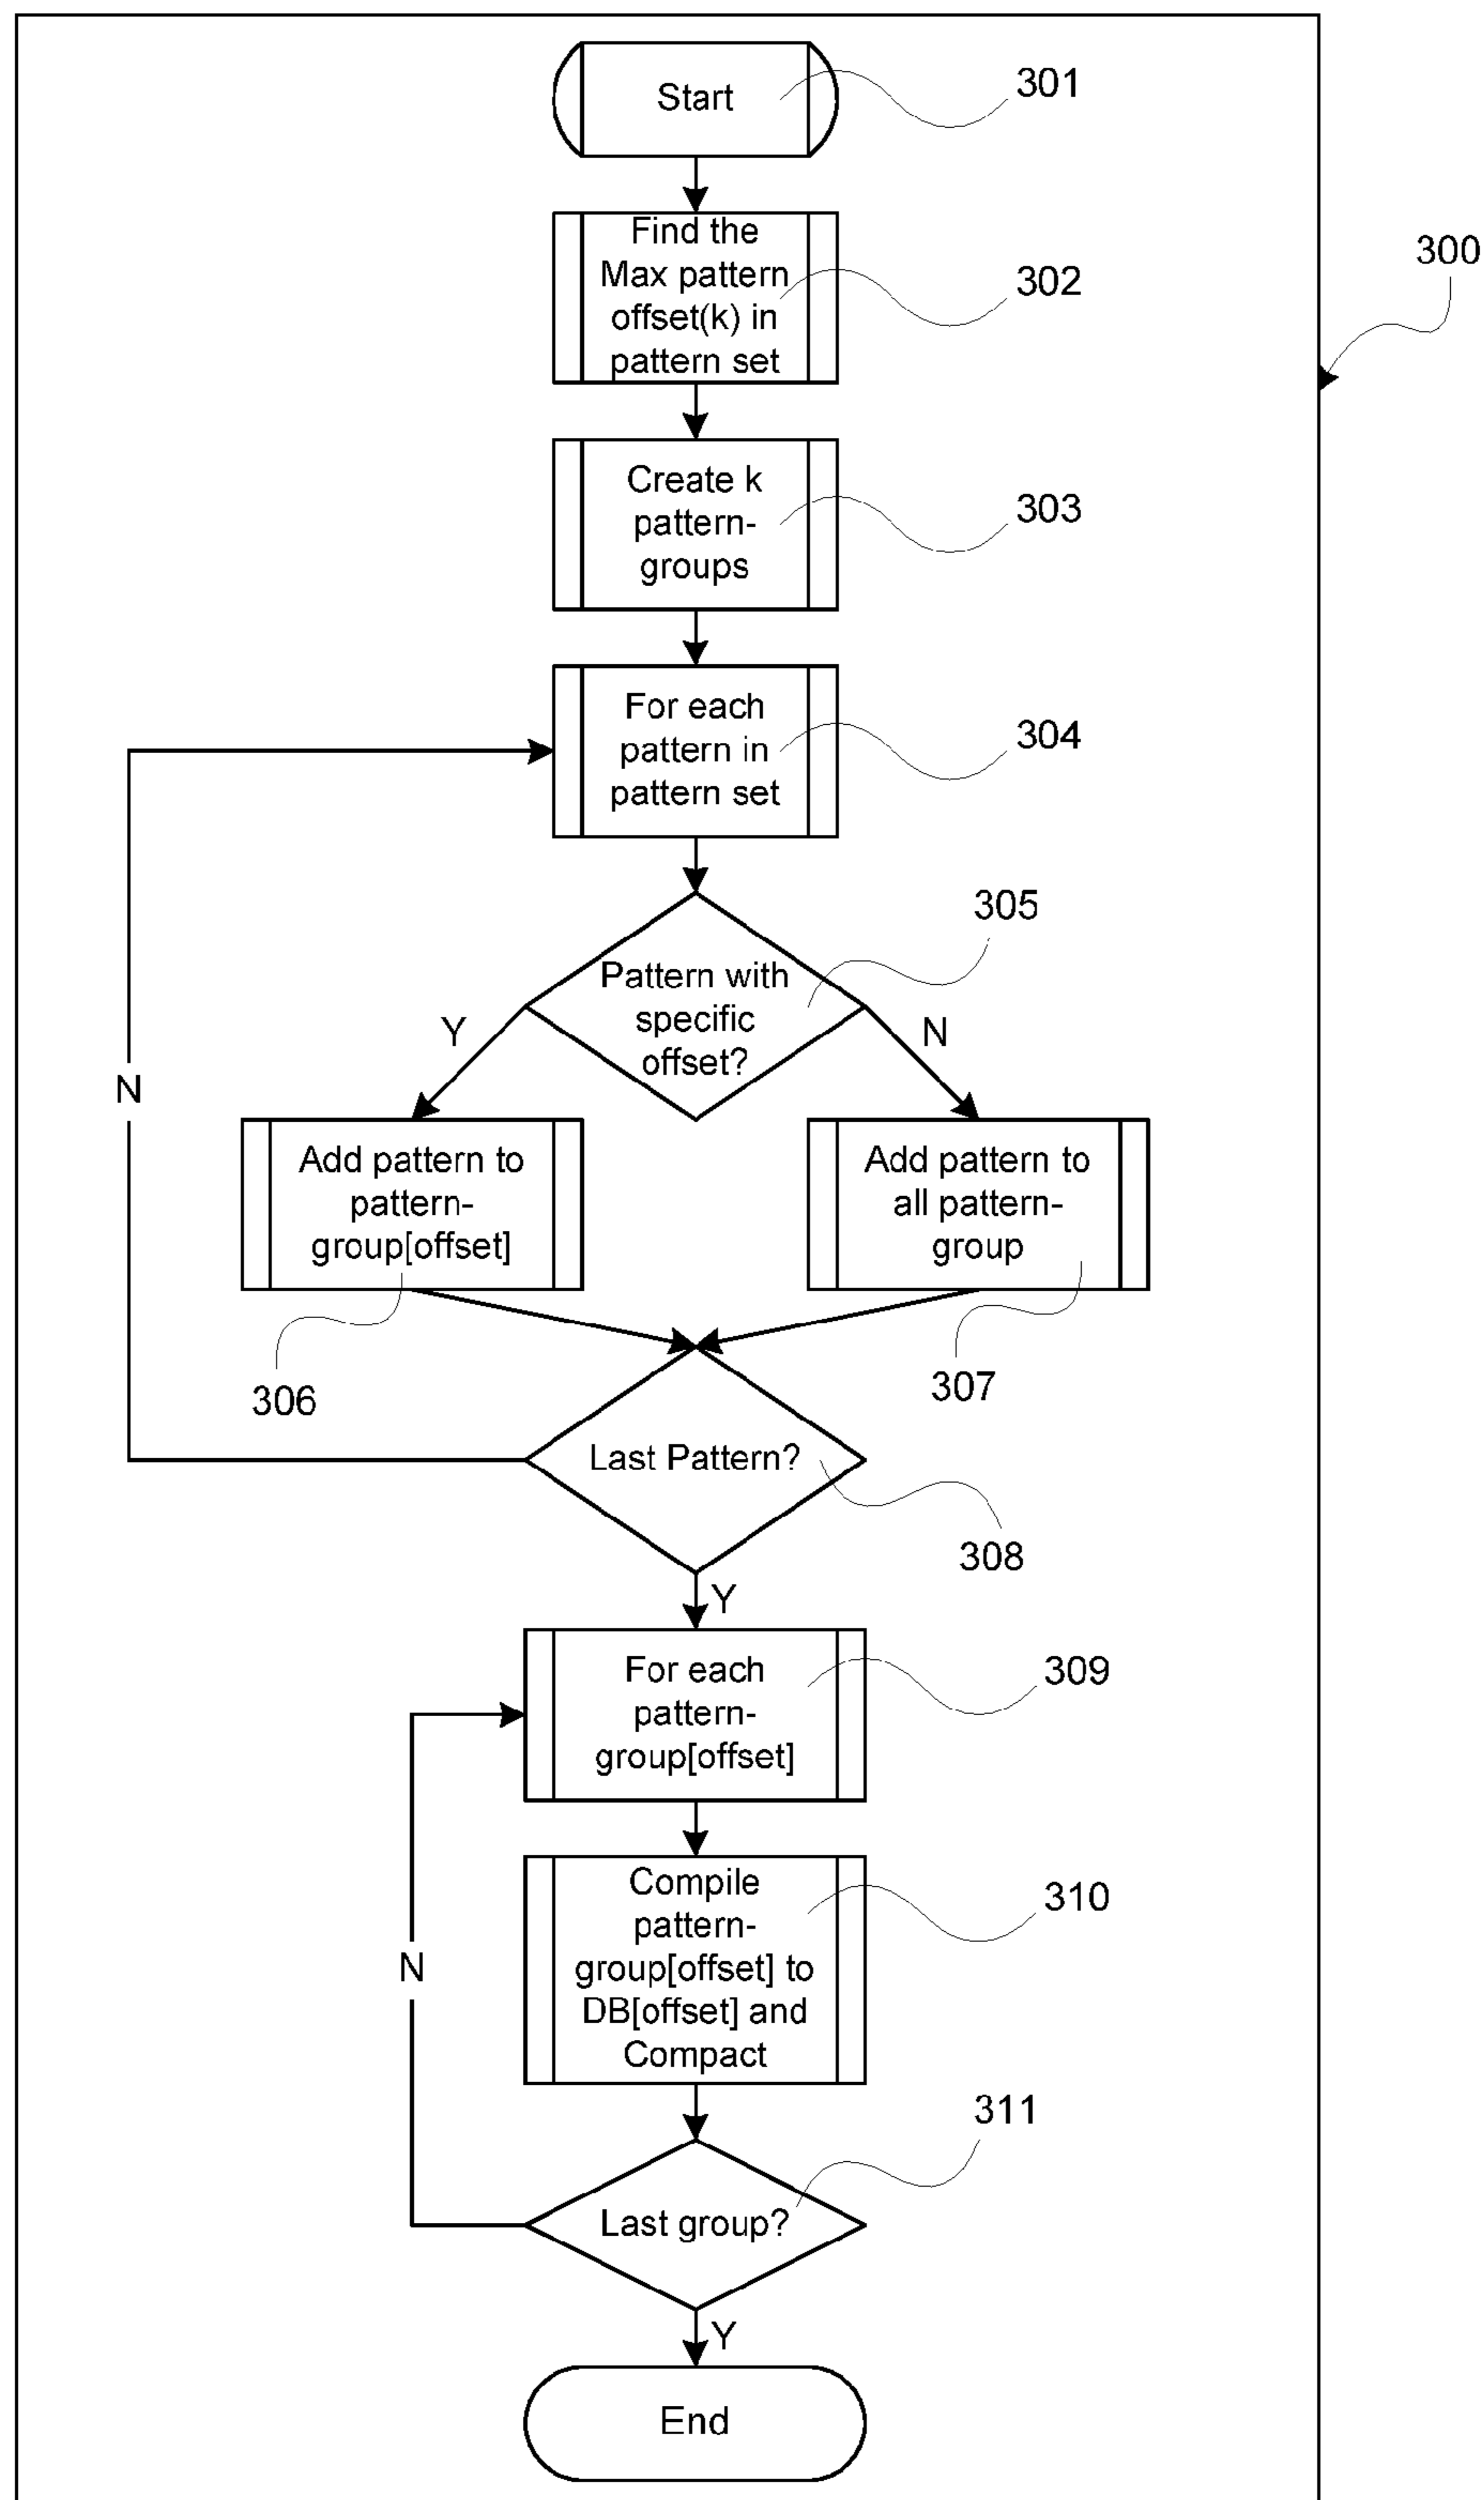 Start
301
Find the
Max pattern
offset(k) in
pattern set
302
300
Create k
pattern-
groups
303
For each
pattern in
pattern set
304
305
Pattern with
specific
offset?
Y
N
N
Add pattern to
pattern-
group[offset]
Add pattern to
all pattern-
group
306
307
Last Pattern?
308
Y
For each
pattern-
group[offset]
309
Compile
pattern-
group[offset] to
DB[offset] and
Compact
310
N
311
Last group?
Y
End